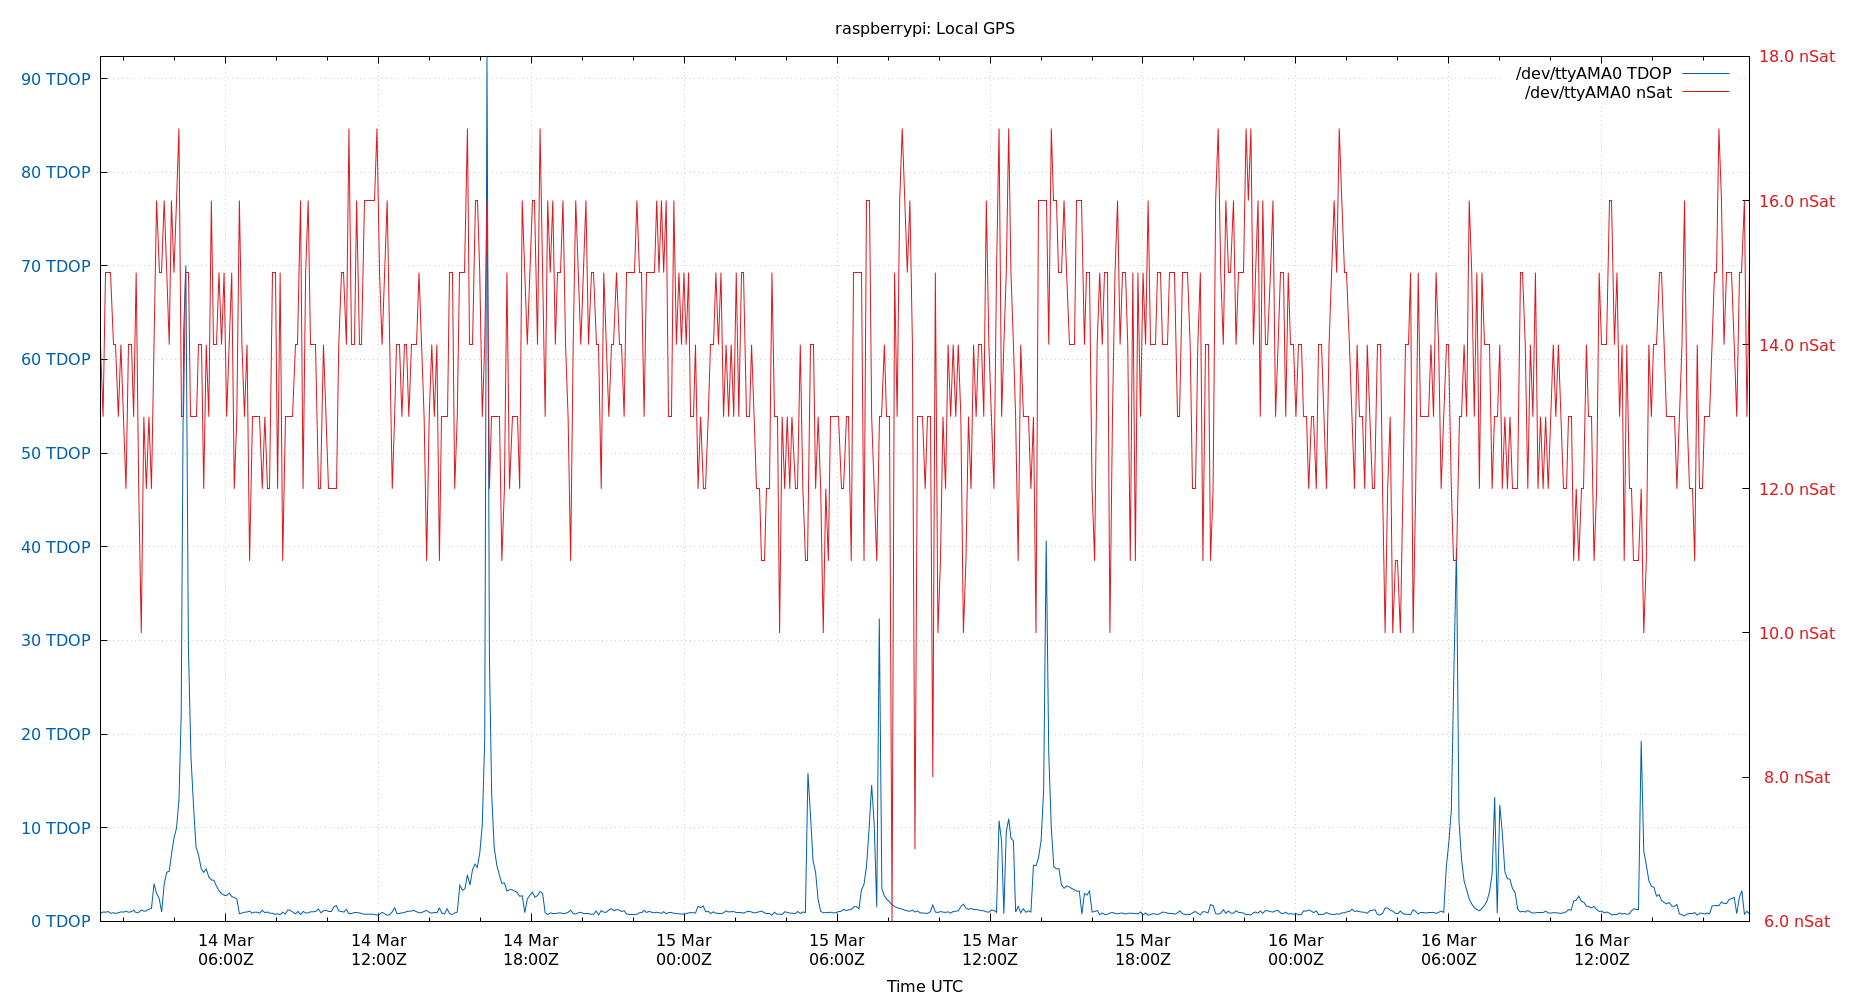 raspberrypi: Local GPS
/dev/ttyAMA0 TDOP
/dev/ttyAMA0 nSat
90 TDOP
80 TDOP
70 TDOP
60 TDOP
50 TDOP
40 TDOP
30 TDOP
20 TDOP
10 TDOP
0 TDOP
18.0 nSat
16.0 nSat
14.0 nSat
12.0 nSat
10.0 nSat
8.0 nSat
6.0 nSat
14 Mar
06:00Z
14 Mar
12:00Z
14 Mar
18:00Z
15 Mar
00:00Z
15 Mar
06:00Z
15 Mar
12:00Z
15 Mar
18:00Z
16 Mar
00:00Z
16 Mar
06:00Z
16 Mar
12:00Z
Time UTC